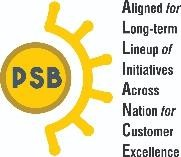 PSB
Aligned for
Long-term
Lineup of
Initiatives
Across
Nation for
Customer
Excellence